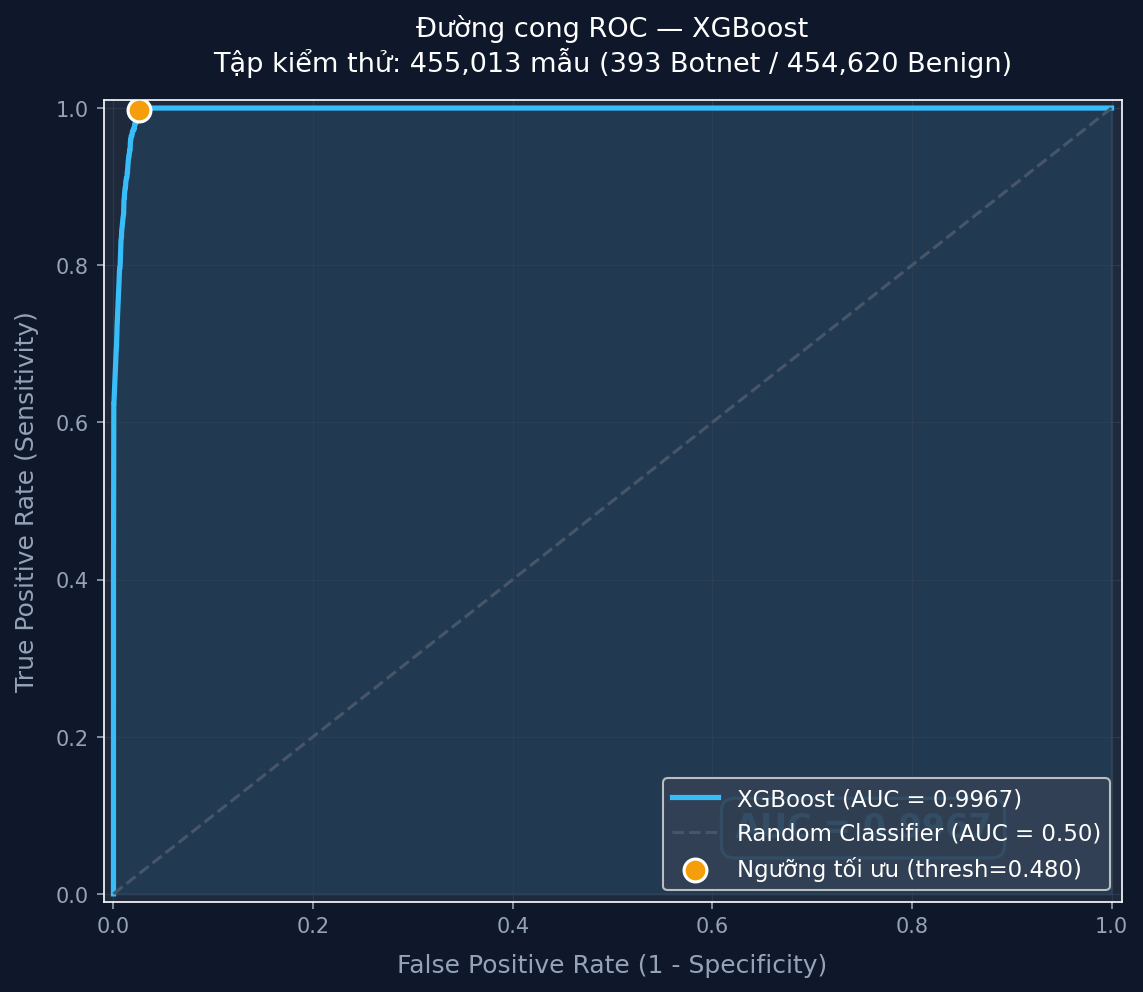 Đường cong ROC — XGBoost
Tập kiểm thử: 455,013 mẫu (393 Botnet / 454,620 Benign)
True Positive Rate (Sensitivity)
1.0
0.8
0.6
0.4
0.2
0.0
XGBoost (AUC = 0.9967)
AUC = 0.9967
Random Classifier (AUC = 0.50)
Ngưỡng tối ưu (thresh=0.480)
0.0 0.2 0.4 0.6 0.8 1.0
False Positive Rate (1 - Specificity)